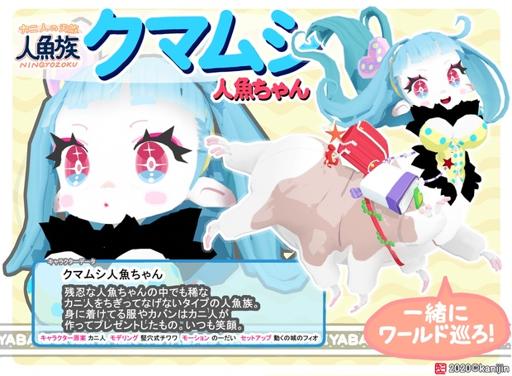 カニ人の天敵
人魚族
NINGYOZOKU
クマムシ
人魚ちゃん
キャラクターデータ
クマムシ人魚ちゃん
残忍な人魚ちゃんの中でも稀な
カニ人をちぎってなげないタイプの人魚族。
身に着けてる服やカバンはカニ人が
作ってプレゼントしたもの。いつも笑顔。
キャラクター原案 カニ人 モデリング 竪穴式チワワ モーション のーだい セットアップ 動くの城のフィオ
一緒に
ワールド巡ろ!
YABA
2020©kanijin